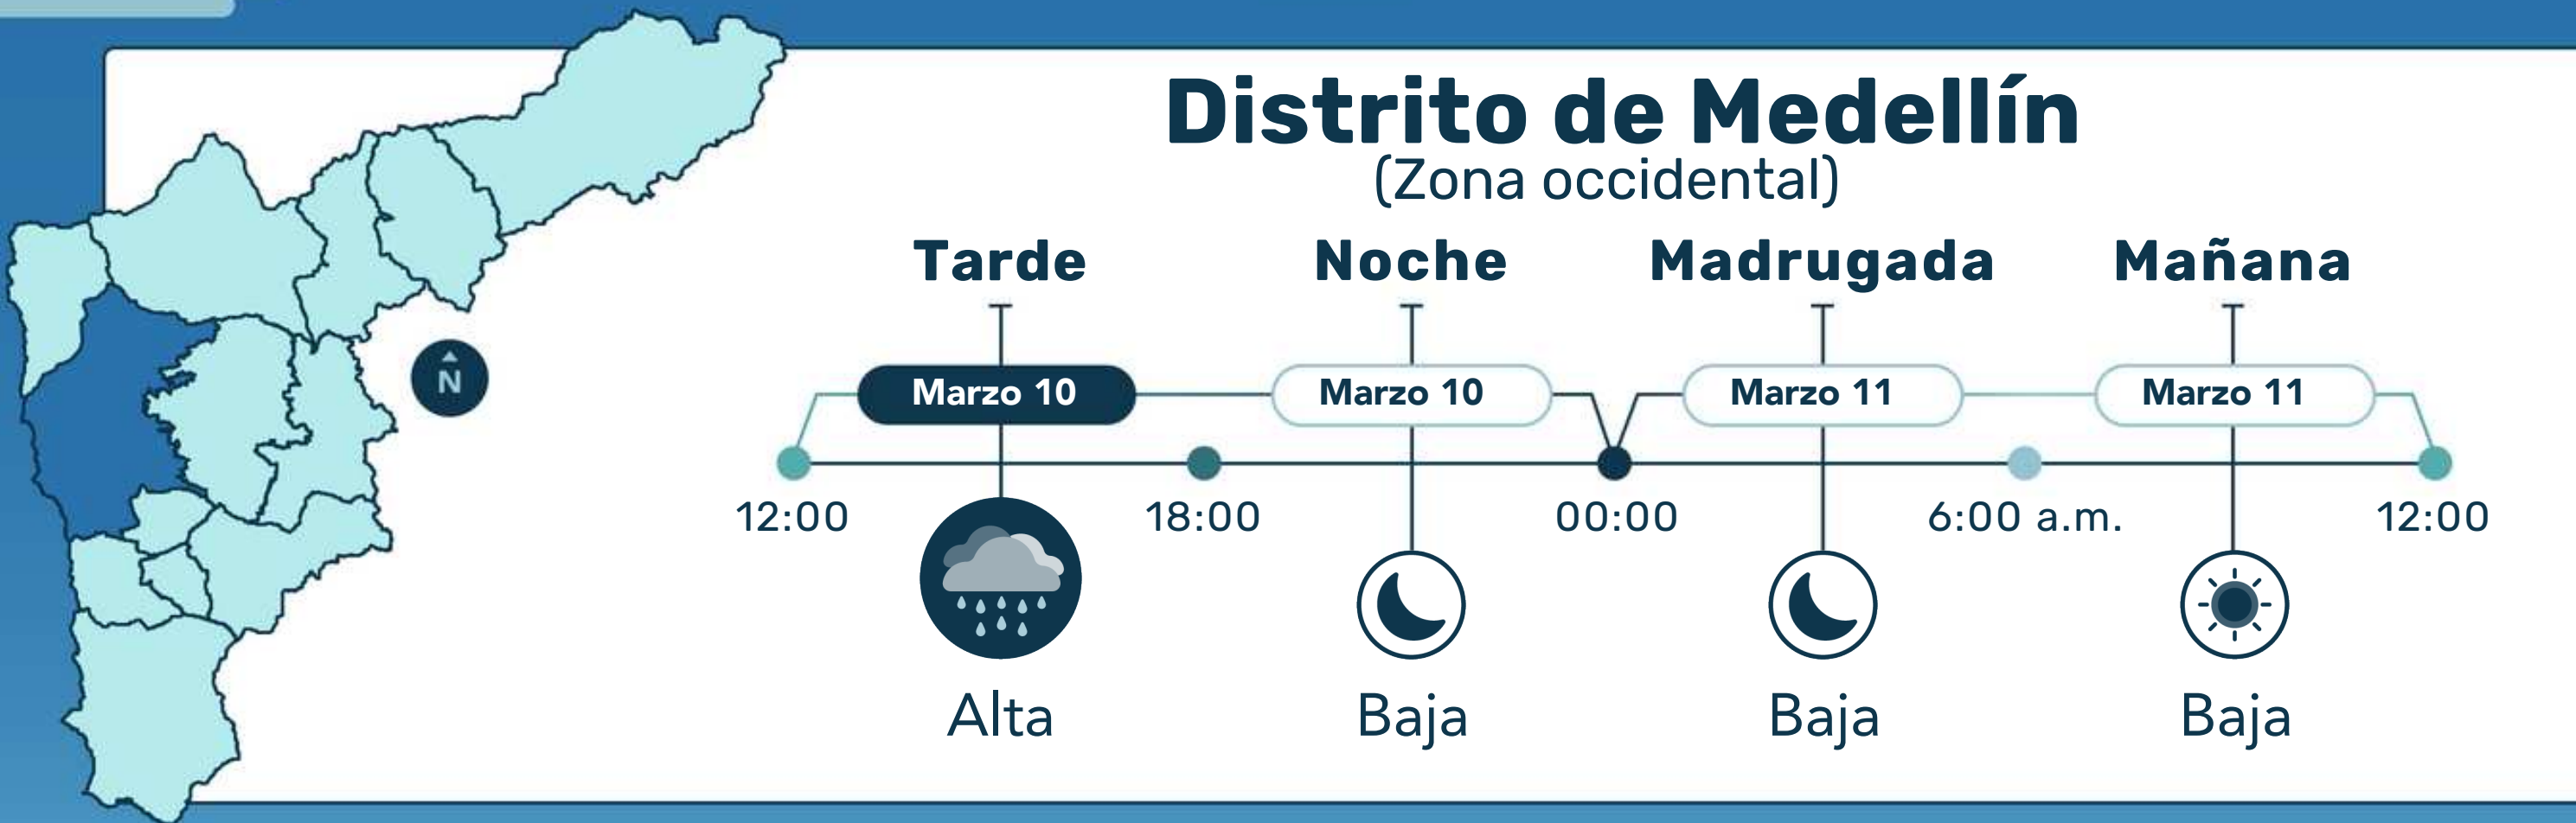 Distrito de Medellín
(Zona occidental)
Tarde Noche Madrugada Mañana
N
Marzo 10 Marzo 10 Marzo 11 Marzo 11
12:00 18:00 00:00 6:00 a.m. 12:00
Alta Baja Baja Baja